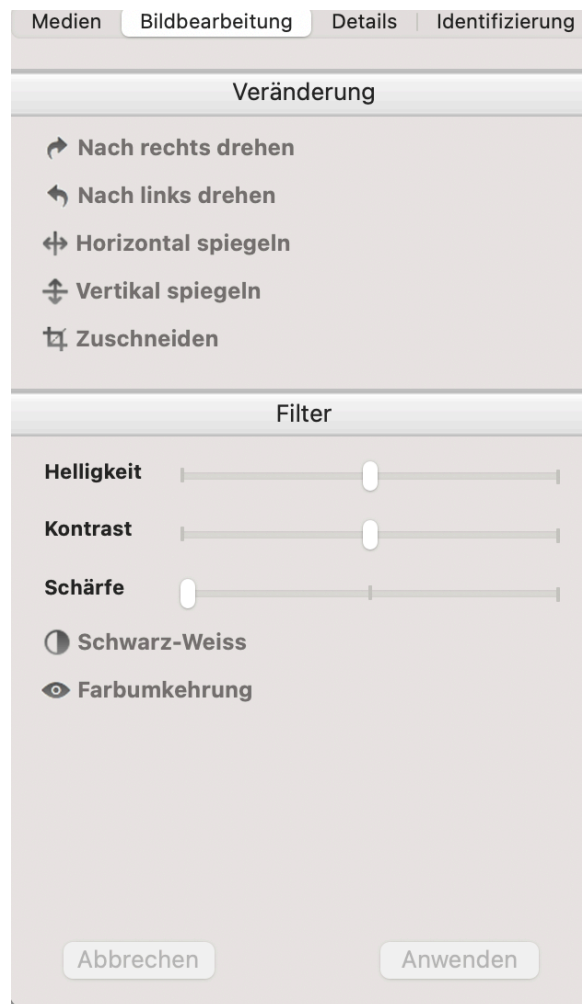 Medien Bildbearbeitung Details Identifizierung
Veränderung
Nach rechts drehen
Nach links drehen
Horizontal spiegeln
Vertikal spiegeln
Zuschneiden
Filter
Helligkeit
Kontrast
Schärfe
Schwarz-Weiss
Farbumkehrung
Abbrechen Anwenden